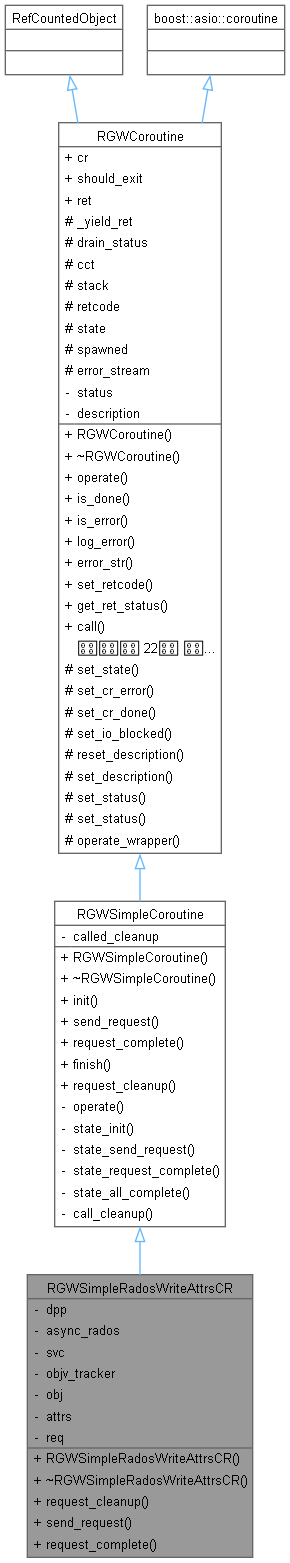 RefCountedObject
boost::asio::coroutine
RGWCoroutine
+ cr
+ should_exit
+ ret
# _yield_ret
# drain_status
# cct
# stack
# retcode
# state
# spawned
# error_stream
- status
- description
+ RGWCoroutine()
+ ~RGWCoroutine()
+ operate()
+ is_done()
+ is_error()
+ log_error()
+ error_str()
+ set_retcode()
+ get_ret_status()
+ call()
22 ...
# set_state()
# set_cr_error()
# set_cr_done()
# set_io_blocked()
# reset_description()
# set_description()
# set_status()
# set_status()
# operate_wrapper()
RGWSimpleCoroutine
- called_cleanup
+ RGWSimpleCoroutine()
+ ~RGWSimpleCoroutine()
+ init()
+ send_request()
+ request_complete()
+ finish()
+ request_cleanup()
- operate()
- state_init()
- state_send_request()
- state_request_complete()
- state_all_complete()
- call_cleanup()
RGWSimpleRadosWriteAttrsCR
- dpp
- async_rados
- svc
- objv_tracker
- obj
- attrs
- req
+ RGWSimpleRadosWriteAttrsCR()
+ ~RGWSimpleRadosWriteAttrsCR()
+ request_cleanup()
+ send_request()
+ request_complete()